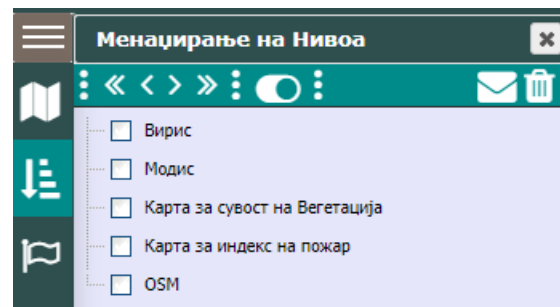 Менаџирање на Нивоа
Вирис
Модис
Карта за сувост на Вегетација
Карта за индекс на пожар
OSM